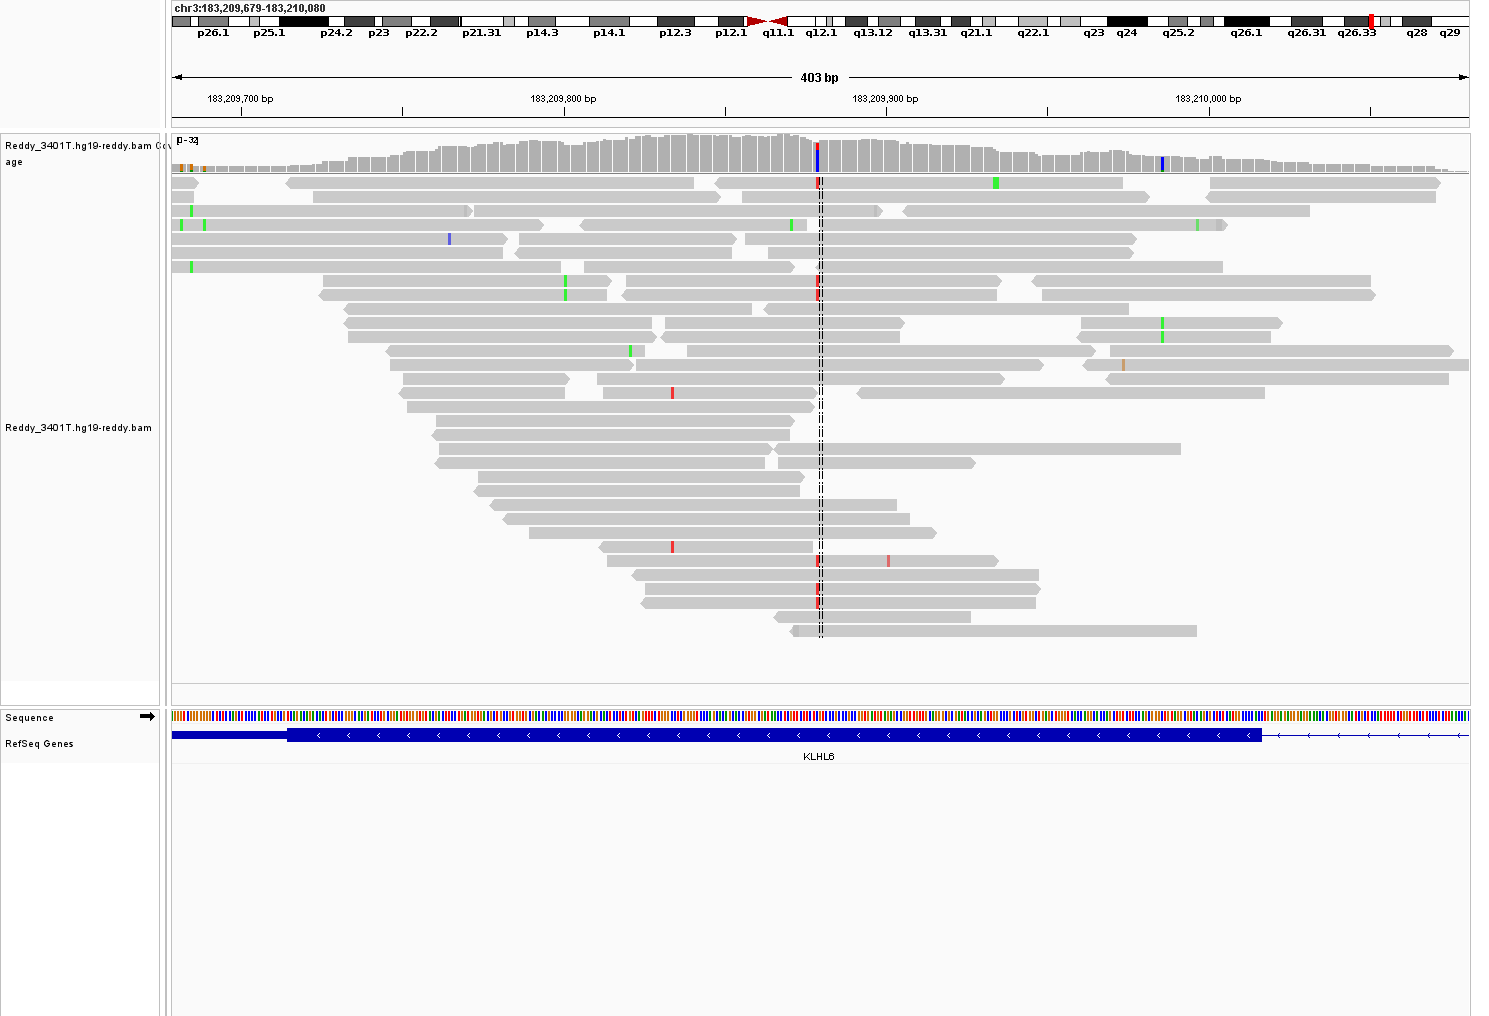 chr3:183,209,679-183,210,080
p26.1 p25.1 p24.2 p23 p22.2 p21.31 p14.3 p14.1 p12.3 p12.1 q11.1 q12.1 q13.12 q13.31 q21.1 q22.1 q23 q24 q25.2 q26.1 q26.31 q26.33 q28 q29
403 bp
183,209,700 bp 183,209,800 bp 183,209,900 bp 183,210,000 bp
Reddy_3401T.hg19-reddy.bam Cov
age
[0-32]
Reddy_3401T.hg19-reddy.bam
Sequence
RefSeq Genes
KLHL6